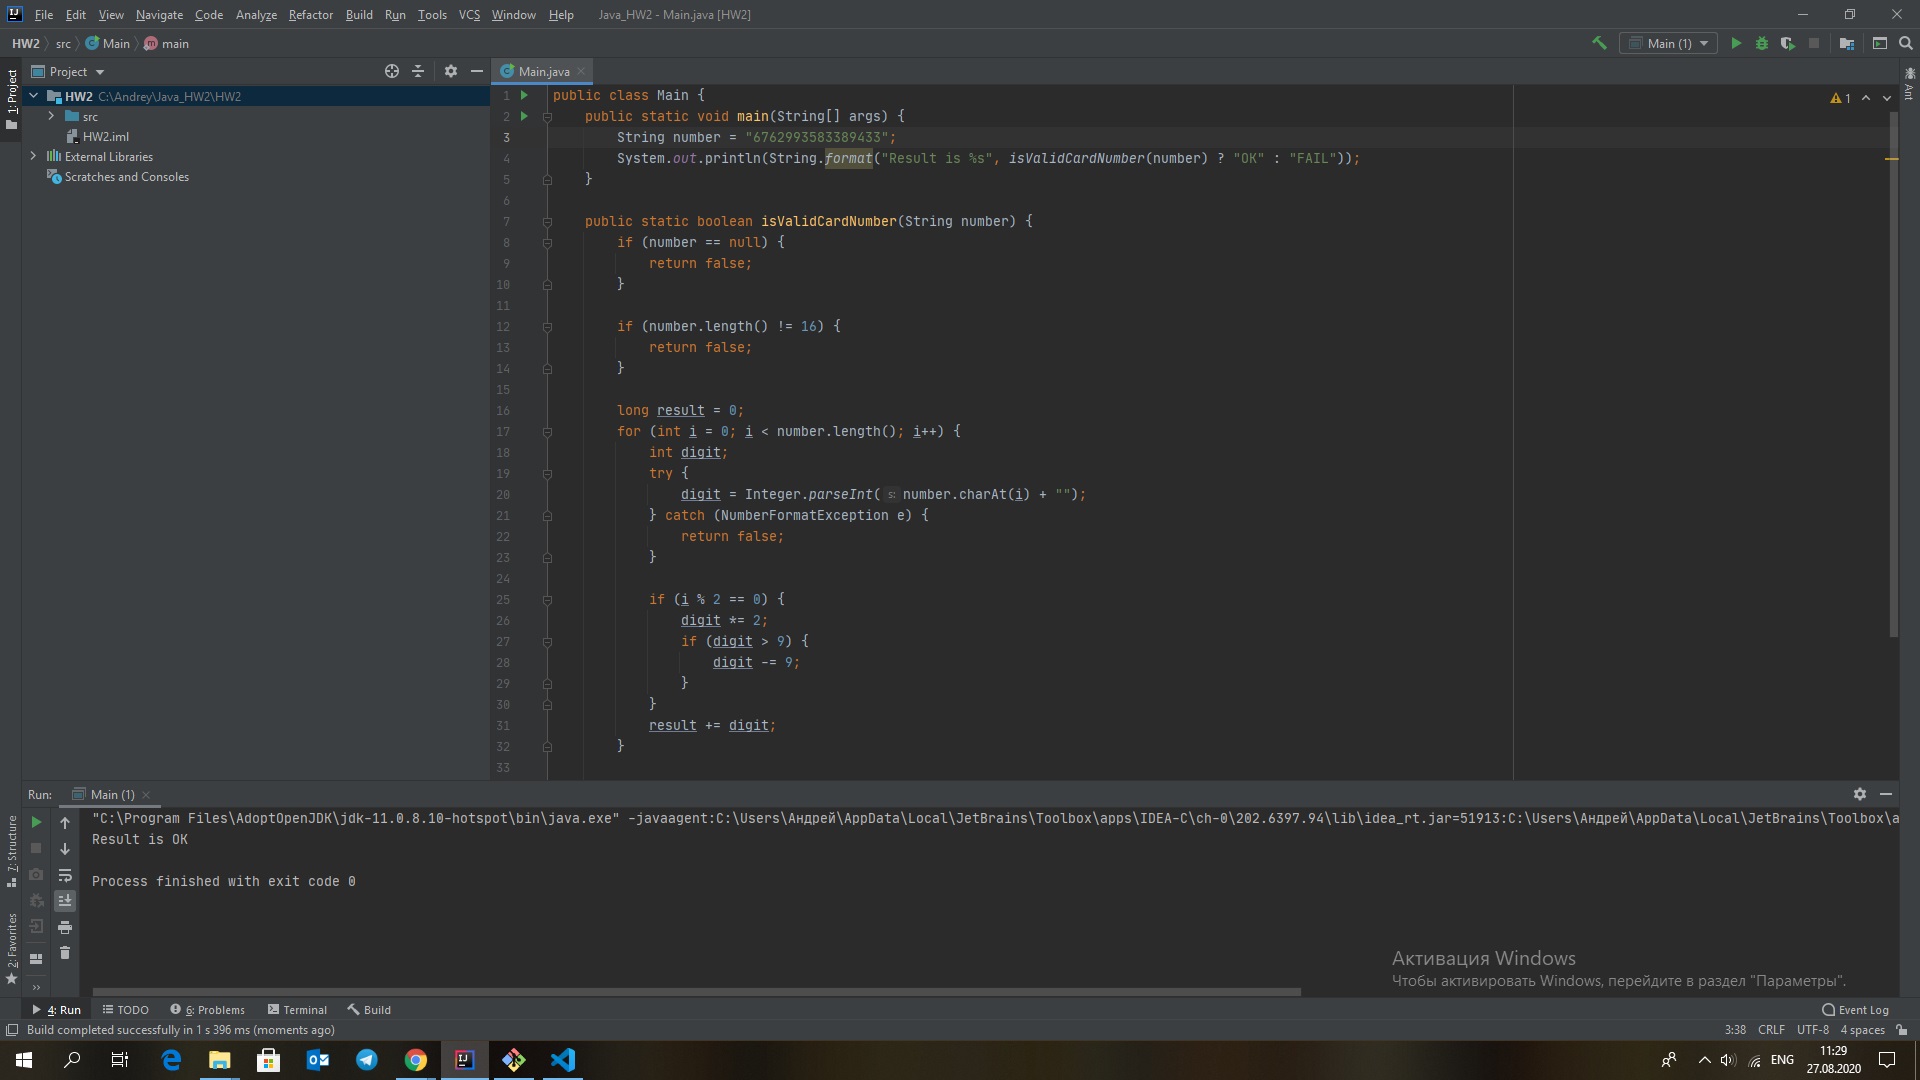 File Edit View Navigate Code Analyze Refactor Build Run Tools VCS Window Help Java_HW2 - Main.java [HW2]
HW2 src Main main
Main (1)
Project
Main.java
1: Project
HW2 C:\Andrey\Java_HW2\HW2
src
HW2.iml
External Libraries
Scratches and Consoles
1 public class Main {
2 public static void main(String[] args) {
3 String number = "6762993583389433";
4 System.out.println(String.format("Result is %s", isValidCardNumber(number) ? "OK" : "FAIL"));
5 }
6
7 public static boolean isValidCardNumber(String number) {
8 if (number == null) {
9 return false;
10 }
11
12 if (number.length() != 16) {
13 return false;
14 }
15
16 long result = 0;
17 for (int i = 0; i < number.length(); i++) {
18 int digit;
19 try {
20 digit = Integer.parseInt( s: number.charAt(i) + "");
21 } catch (NumberFormatException e) {
22 return false;
23 }
24
25 if (i % 2 == 0) {
26 digit *= 2;
27 if (digit > 9) {
28 digit -= 9;
29 }
30 }
31 result += digit;
32 }
33
1
Ant
Run: Main (1)
"C:\Program Files\AdoptOpenJDK\jdk-11.0.8.10-hotspot\bin\java.exe" -javaagent:C:\Users\Андрей\AppData\Local\JetBrains\Toolbox\apps\IDEA-C\ch-0\202.6397.94\lib\idea_rt.jar=51913:C:\Users\Андрей\AppData\Local\JetBrains\Toolbox\a
Result is OK
Process finished with exit code 0
7: Structure
2: Favorites
Активация Windows
Чтобы активировать Windows, перейдите в раздел "Параметры".
4: Run TODO 6: Problems Terminal Build Event Log
Build completed successfully in 1 s 396 ms (moments ago) 3:38 CRLF UTF-8 4 spaces
ENG
11:29
27.08.2020